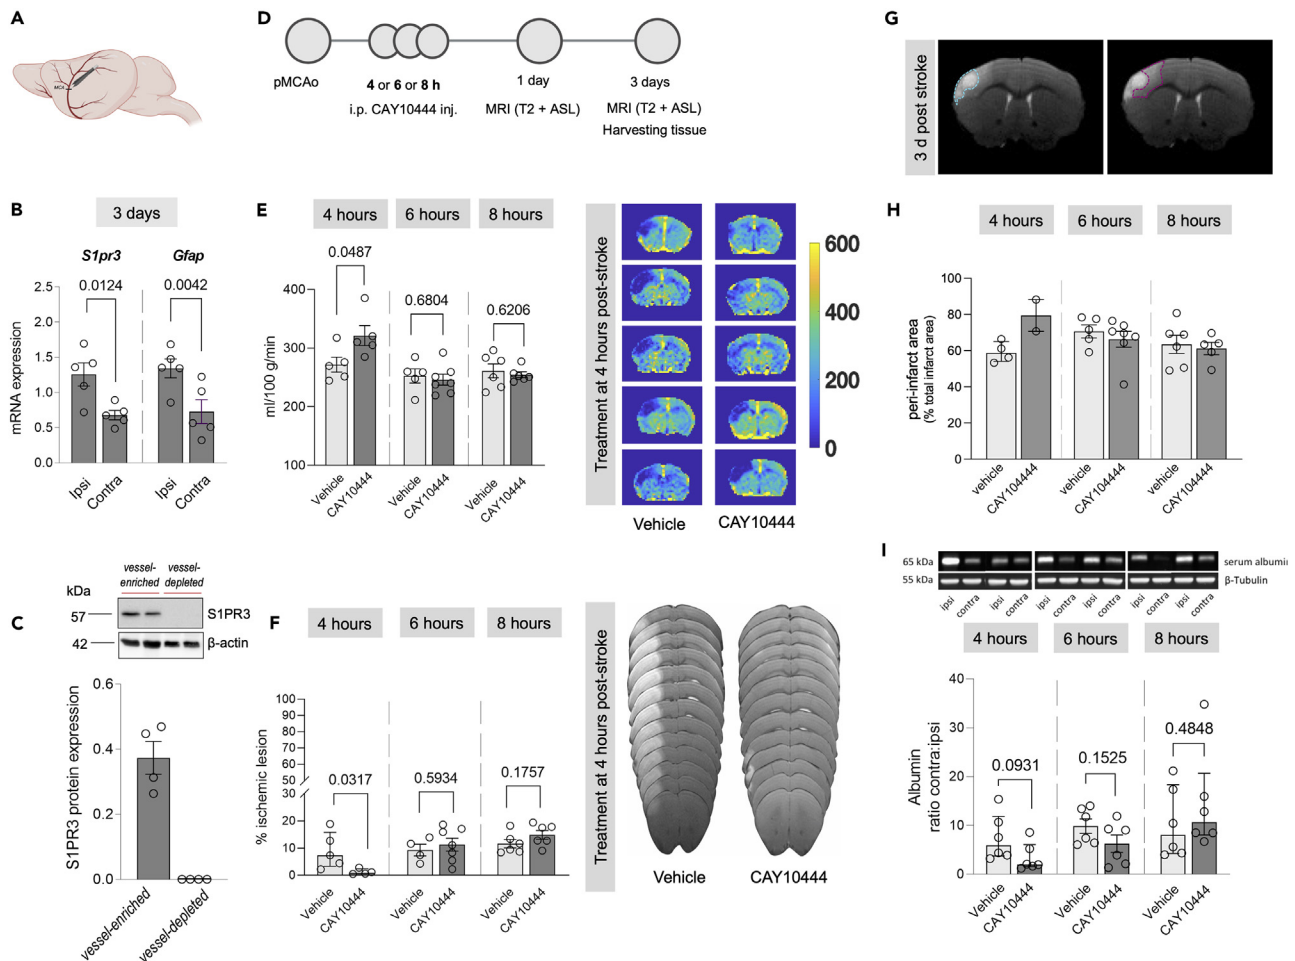 A
MCA
D
pMCAo
4 or 6 or 8 h
i.p. CAY10444 inj.
1 day
MRI (T2 + ASL)
3 days
MRI (T2 + ASL)
Harvesting tissue
G
3 d post stroke
B
3 days
S1pr3
Gfap
0.0124
0.0042
2.5
2.0
1.5
1.0
0.5
0.0
mRNA expression
Ipsi
Contra
Ipsi
Contra
E
4 hours
6 hours
8 hours
0.0487
0.6804
0.6206
400
300
200
100
ml/100 g/min
Vehicle
CAY10444
Vehicle
CAY10444
Vehicle
CAY10444
Treatment at 4 hours post-stroke
Vehicle
CAY10444
600
400
200
0
H
4 hours
6 hours
8 hours
100
80
60
40
20
0
peri-infarct area
(% total infarct area)
vehicle
CAY10444
Vehicle
CAY10444
Vehicle
CAY10444
C
vessel-
enriched
vessel-
depleted
kDa
57
S1PR3
42
β-actin
0.6
0.4
0.2
0.0
S1PR3 protein expression
vessel-enriched
vessel-depleted
F
4 hours
6 hours
8 hours
100
90
80
70
60
50
30
20
10
0
% ischemic lesion
0.0317
0.5934
0.1757
Vehicle
CAY10444
Vehicle
CAY10444
Vehicle
CAY10444
Treatment at 4 hours post-stroke
Vehicle
CAY10444
I
65 kDa
serum albumi
55 kDa
β-Tubulin
ipsi
contra
ipsi
contra
ipsi
contra
ipsi
contra
ipsi
contra
ipsi
contra
4 hours
6 hours
8 hours
40
30
20
10
0
Albumin
ratio contra:ipsi
0.0931
0.1525
0.4848
Vehicle
CAY10444
Vehicle
CAY10444
Vehicle
CAY10444